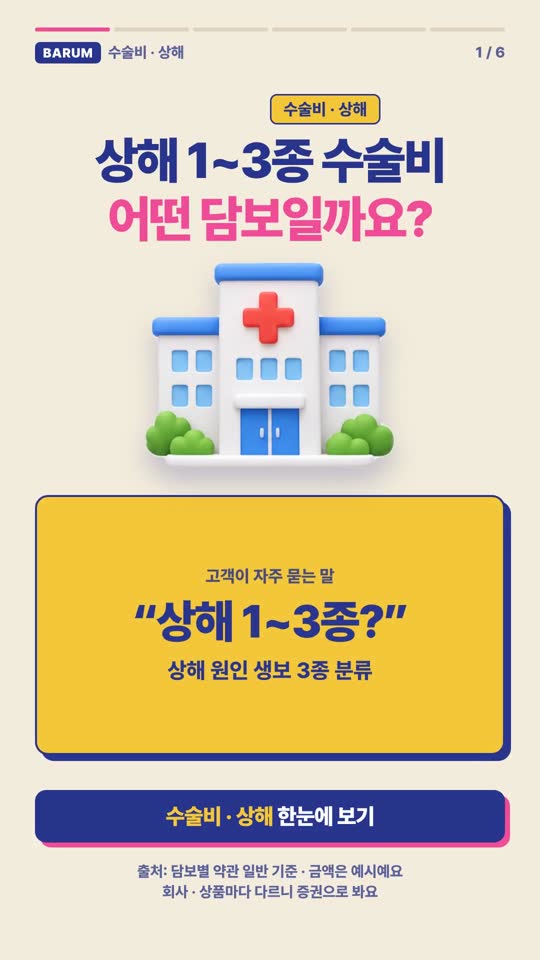 BARUM 수술비 · 상해 1 / 6
수술비 · 상해
상해 1~3종 수술비
어떤 담보일까요?
고객이 자주 묻는 말
“상해 1~3종?”
상해 원인 생보 3종 분류
수술비 · 상해 한눈에 보기
출처: 담보별 약관 일반 기준 · 금액은 예시예요
회사 · 상품마다 다르니 증권으로 봐요